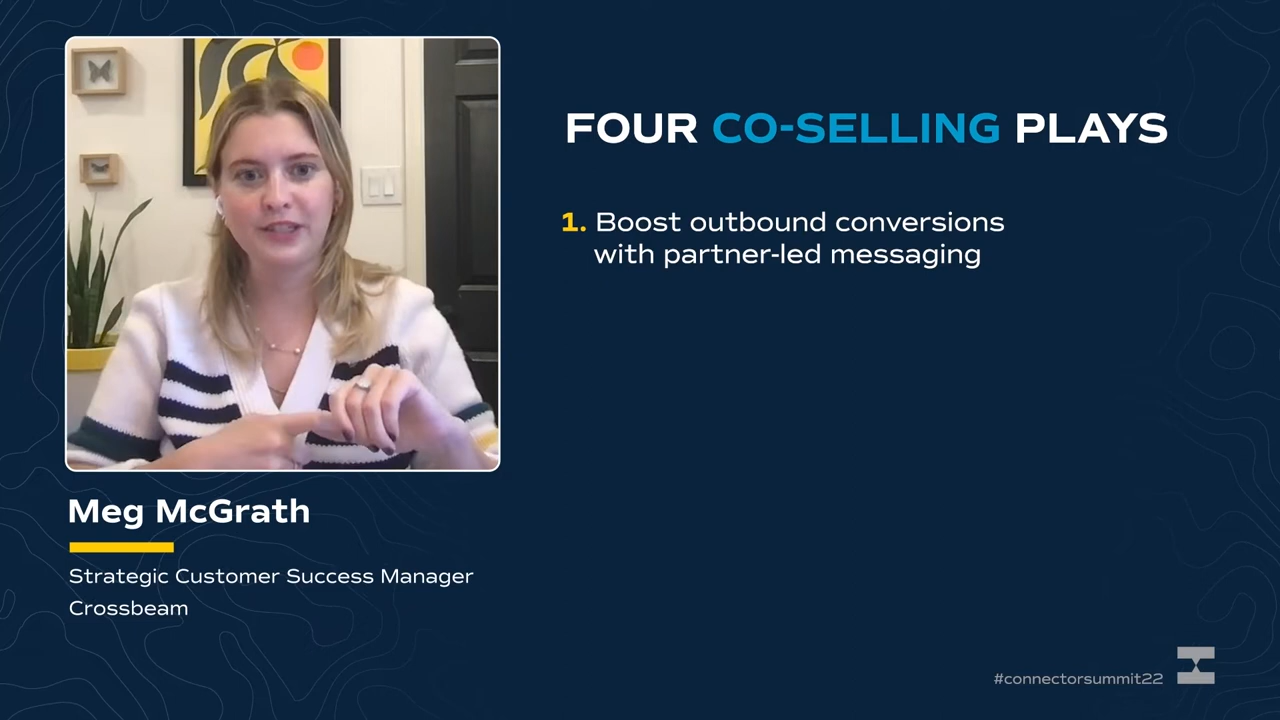 FOUR CO-SELLING PLAYS
1. Boost outbound conversions
with partner-led messaging
Meg McGrath
Strategic Customer Success Manager
Crossbeam
#connectorsummit22